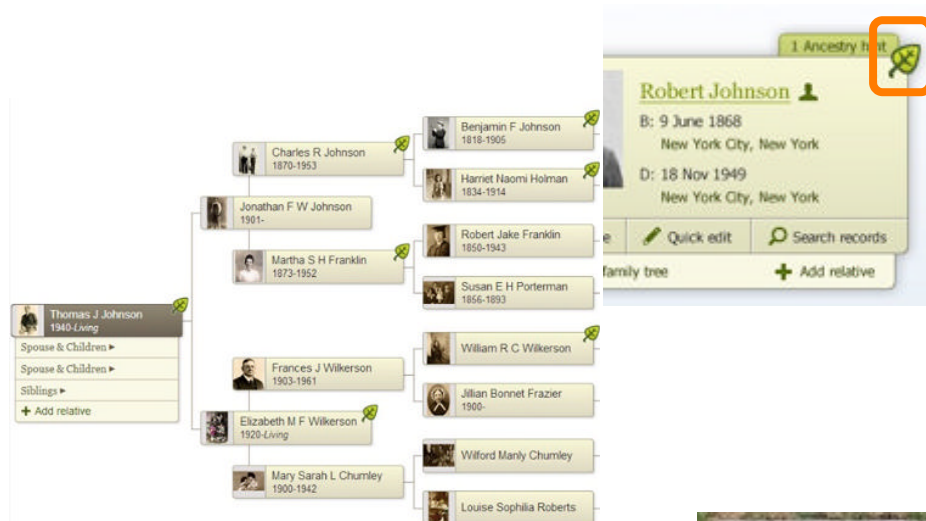 Benjamin F Johnson
1818-1905
Charles R Johnson
1870-1953
Harriet Naomi Holman
1834-1914
Jonathan F W Johnson
1901-
Robert Jake Franklin
1850-1943
Martha S H Franklin
1873-1952
Susan E H Porterman
1856-1893
Thomas J Johnson
1940-Living
Spouse & Children
Spouse & Children
Siblings
+ Add relative
William R C Wilkerson
Frances J Wilkerson
1903-1961
Jillian Bonnet Frazier
1900-
Elizabeth M F Wilkerson
1920-Living
Wilford Manly Chumley
Mary Sarah L Chumley
1900-1942
Louise Sophilia Roberts
1 Ancestry hint
Robert Johnson
B: 9 June 1868
New York City, New York
D: 18 Nov 1949
New York City, New York
e Quick edit Search records
family tree + Add relative